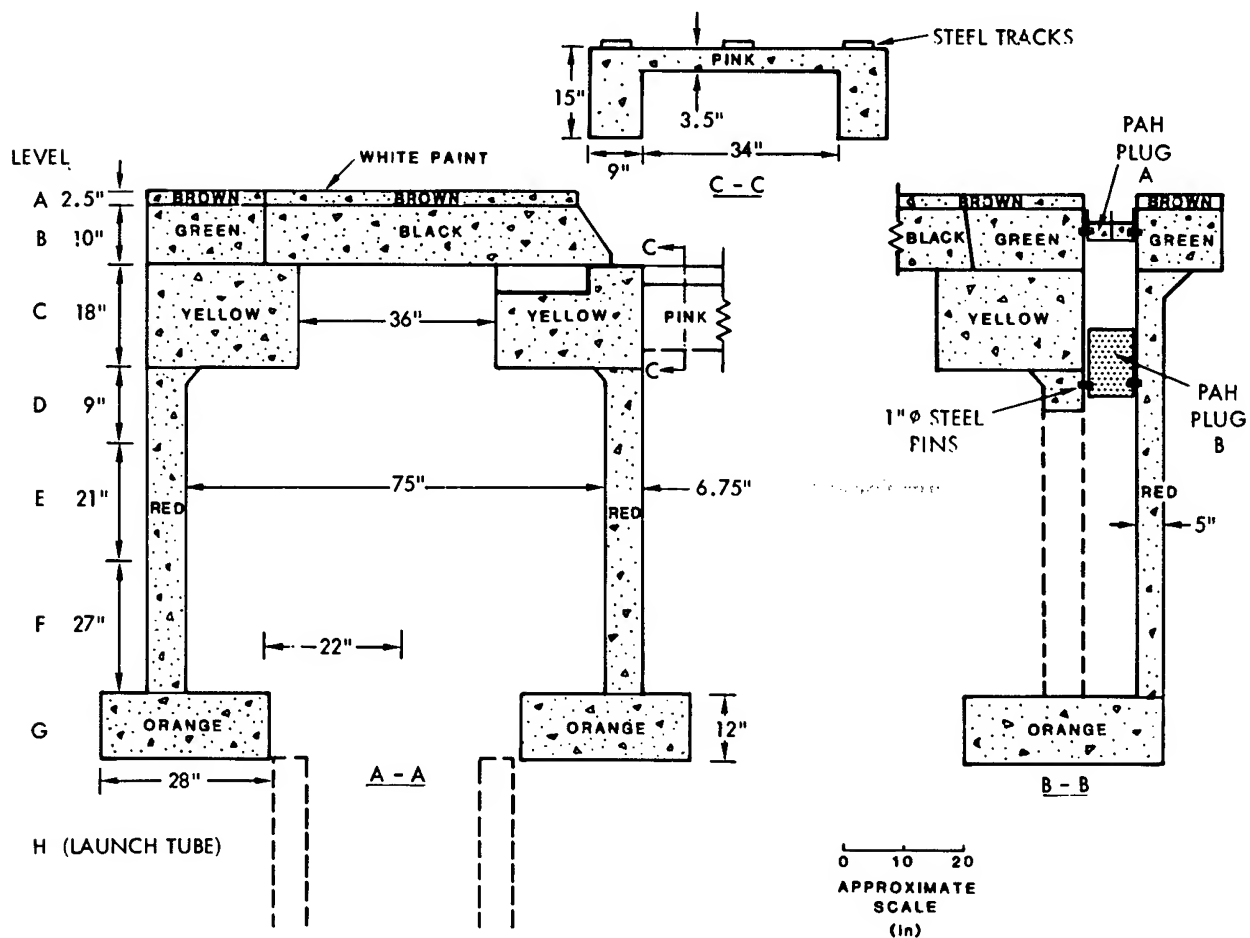 STEEL TRACKS
PINK
15"
3.5"
9"
34"
C - C
LEVEL
WHITE PAINT
A 2.5" BROWN BROWN
B 10" GREEN BLACK
C
C 18" YELLOW 36" YELLOW PINK
C
D 9"
E 21" 75" 6.75"
RED RED
F 27"
22"
G ORANGE ORANGE 12"
28" A - A
H (LAUNCH TUBE)
PAH
PLUG
A
BROWN BROWN
BLACK GREEN GREEN
YELLOW
1" ø STEEL
PINS
PAH
PLUG
B
RED
5"
ORANGE
B - B
0 10 20
APPROXIMATE
SCALE
(in)